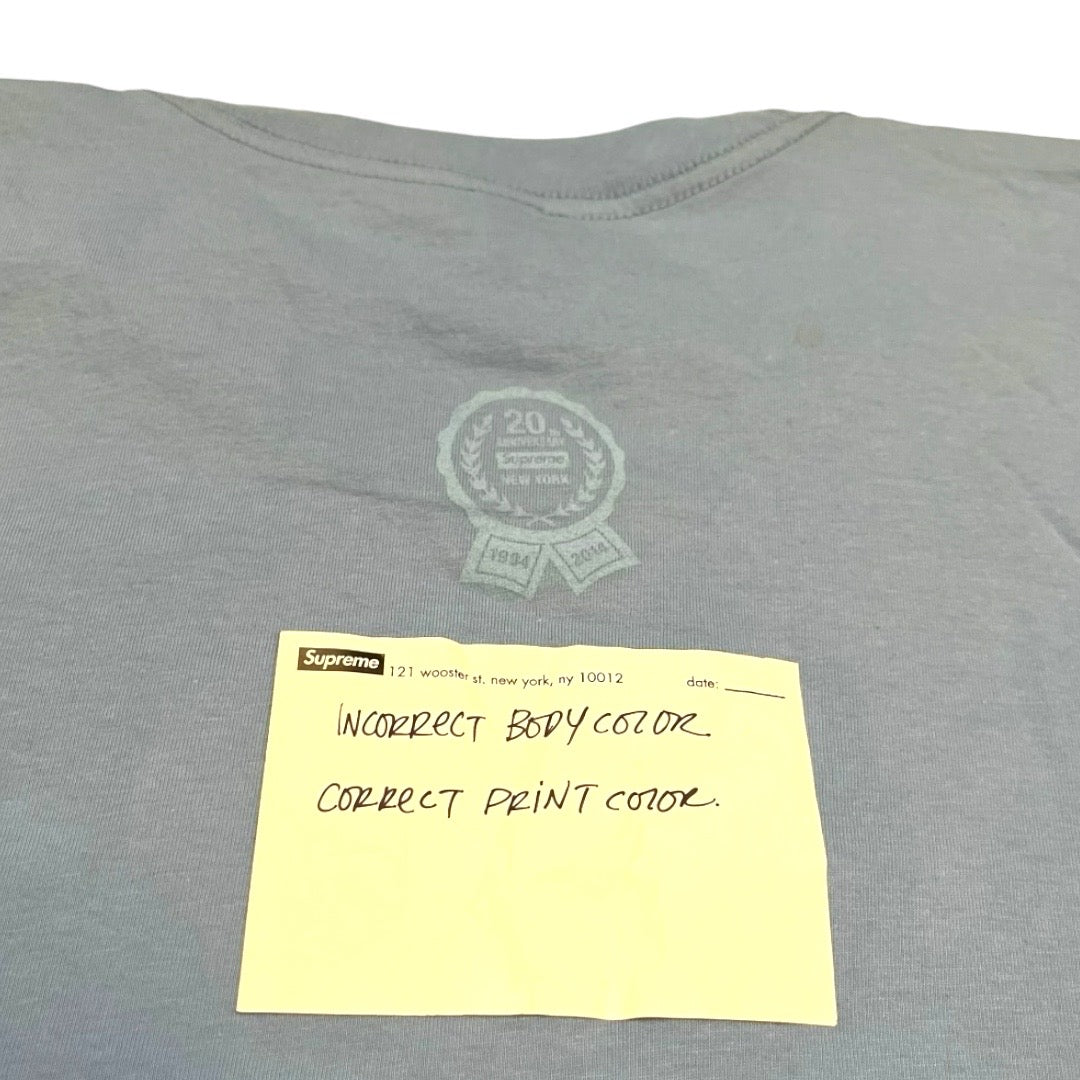 20th
ANNIVERSARY
Supreme
NEW YORK
1994 2014
Supreme 121 wooster st. new york, ny 10012 date:
INCORRECT BODY COLOR.
CORRECT PRINT COLOR.